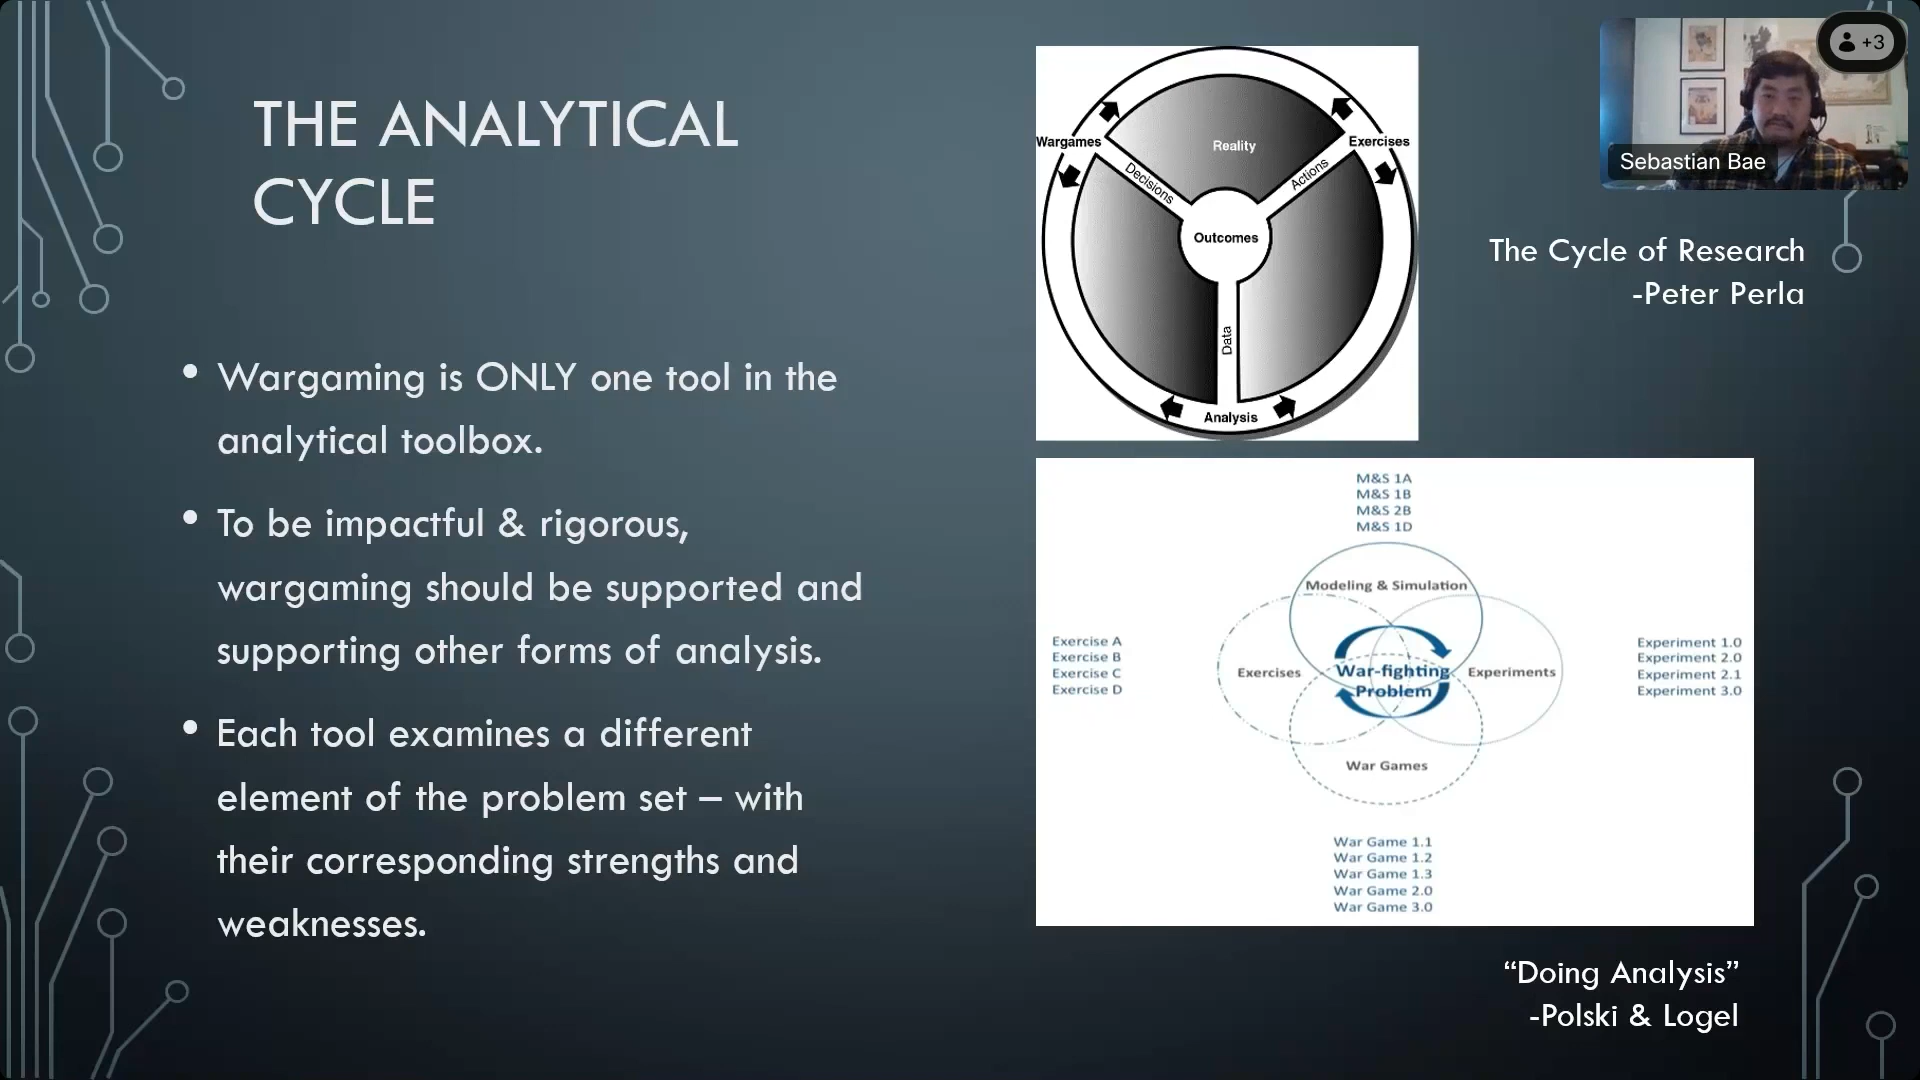 THE ANALYTICAL
CYCLE
• Wargaming is ONLY one tool in the
analytical toolbox.
• To be impactful & rigorous,
wargaming should be supported and
supporting other forms of analysis.
• Each tool examines a different
element of the problem set – with
their corresponding strengths and
weaknesses.
Wargames
Reality
Exercises
Decisions
Actions
Outcomes
Data
Analysis
+3
Sebastian Bae
The Cycle of Research
-Peter Perla
M&S 1A
M&S 1B
M&S 2B
M&S 1D
Modeling & Simulation
Exercise A
Exercise B
Exercise C
Exercise D
Exercises
War-fighting
Problem
Experiments
Experiment 1.0
Experiment 2.0
Experiment 2.1
Experiment 3.0
War Games
War Game 1.1
War Game 1.2
War Game 1.3
War Game 2.0
War Game 3.0
“Doing Analysis”
-Polski & Logel